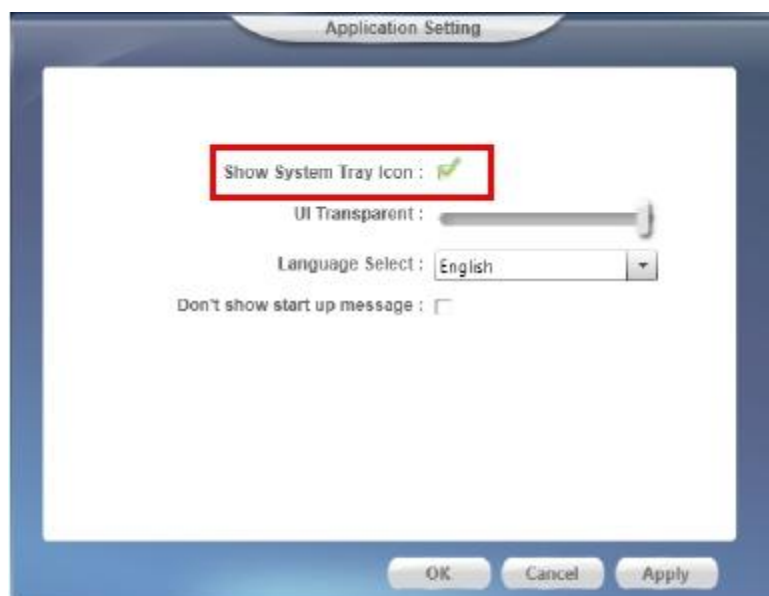 Application Setting
Show System Tray Icon :
UI Transparent :
Language Select : English
Don't show start up message :
OK Cancel Apply